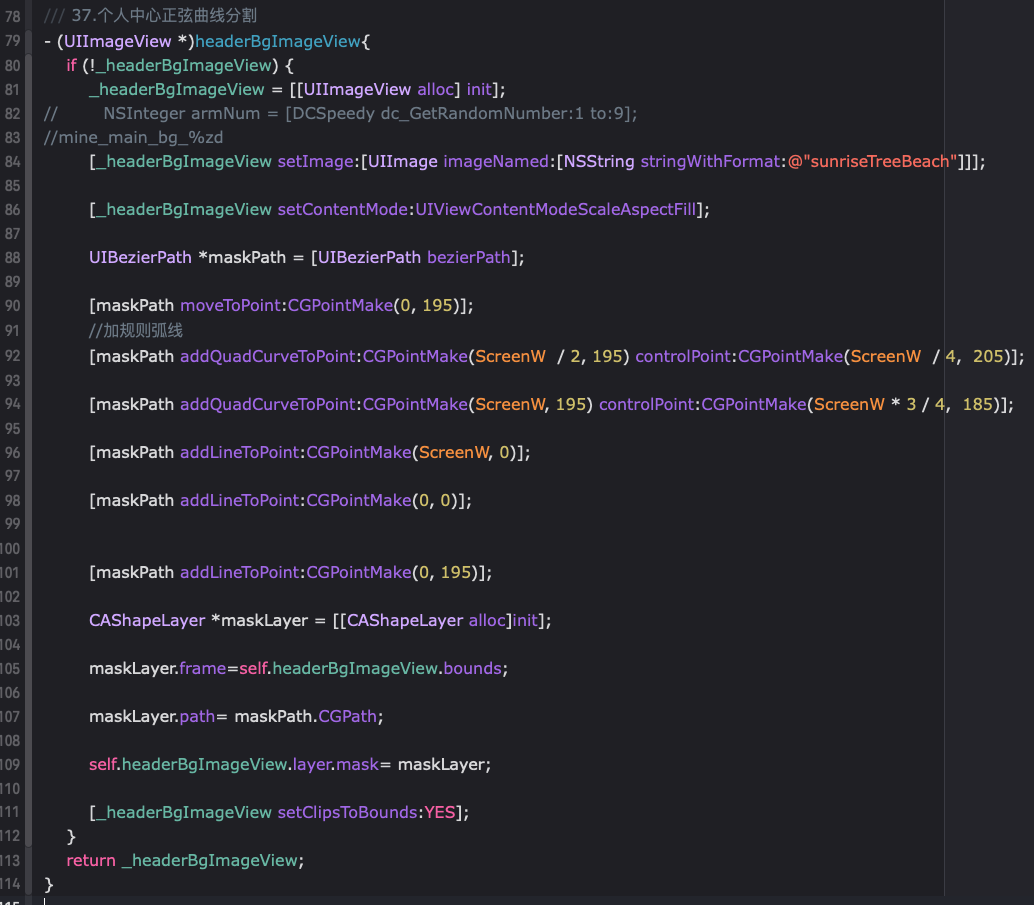 78 /// 37.个人中心正弦曲线分割
79 - (UIImageView *)headerBgImageView{
80 if (!_headerBgImageView) {
81 _headerBgImageView = [[UIImageView alloc] init];
82 // NSInteger armNum = [DCSpeedy dc_GetRandomNumber:1 to:9];
83 //mine_main_bg_%zd
84 [_headerBgImageView setImage:[UIImage imageNamed:[NSString stringWithFormat:@"sunriseTreeBeach"]]];
85
86 [_headerBgImageView setContentMode:UIViewContentModeScaleAspectFill];
87
88 UIBezierPath *maskPath = [UIBezierPath bezierPath];
89
90 [maskPath moveToPoint:CGPointMake(0, 195)];
91 //加规则弧线
92 [maskPath addQuadCurveToPoint:CGPointMake(ScreenW / 2, 195) controlPoint:CGPointMake(ScreenW / 4, 205)];
93
94 [maskPath addQuadCurveToPoint:CGPointMake(ScreenW, 195) controlPoint:CGPointMake(ScreenW * 3 / 4, 185)];
95
96 [maskPath addLineToPoint:CGPointMake(ScreenW, 0)];
97
98 [maskPath addLineToPoint:CGPointMake(0, 0)];
99
100
101 [maskPath addLineToPoint:CGPointMake(0, 195)];
102
103 CAShapeLayer *maskLayer = [[CAShapeLayer alloc]init];
104
105 maskLayer.frame=self.headerBgImageView.bounds;
106
107 maskLayer.path= maskPath.CGPath;
108
109 self.headerBgImageView.layer.mask= maskLayer;
110
111 [_headerBgImageView setClipsToBounds:YES];
112 }
113 return _headerBgImageView;
114 }